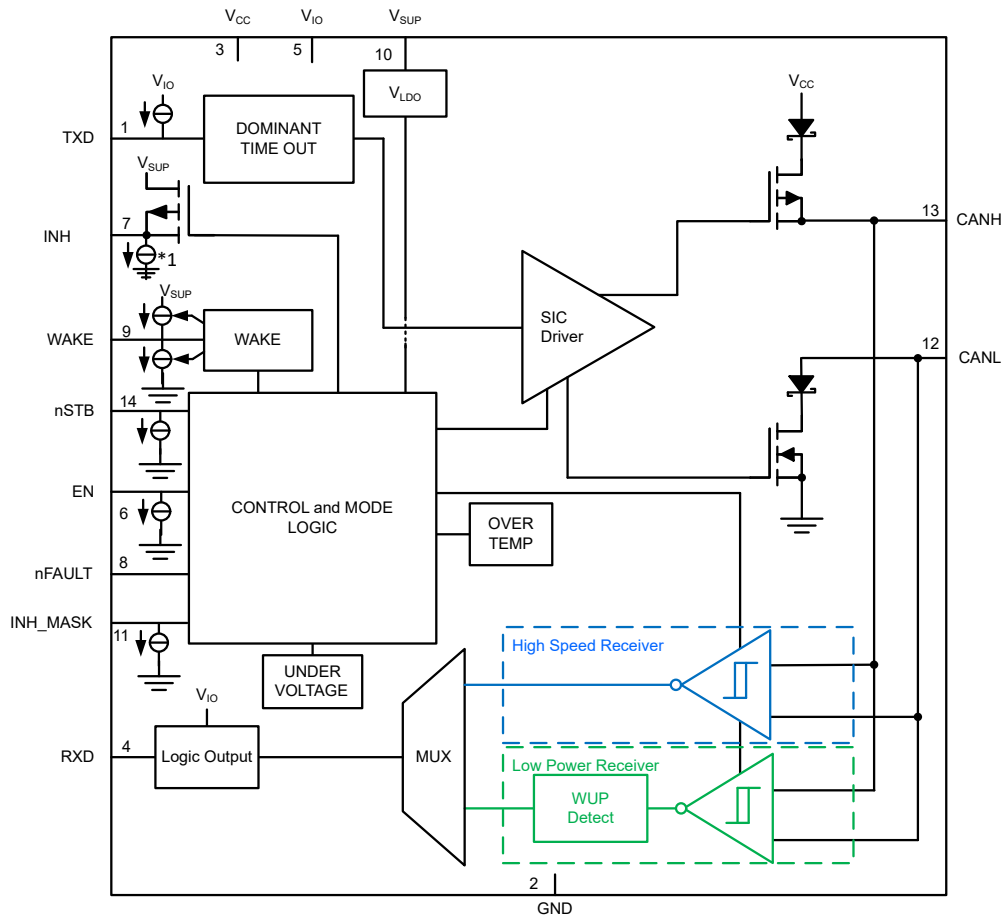 VCC
VIO
VSUP
3
5
10
VLDO
VIO
TXD
1
DOMINANT
TIME OUT
VCC
VSUP
INH
7
*1
13
CANH
VSUP
WAKE
9
WAKE
SIC
Driver
12
CANL
nSTB
14
EN
6
CONTROL and MODE
LOGIC
OVER
TEMP
nFAULT
8
INH_MASK
11
UNDER
VOLTAGE
High Speed Receiver
VIO
RXD
4
Logic Output
MUX
Low Power Receiver
WUP
Detect
2
GND